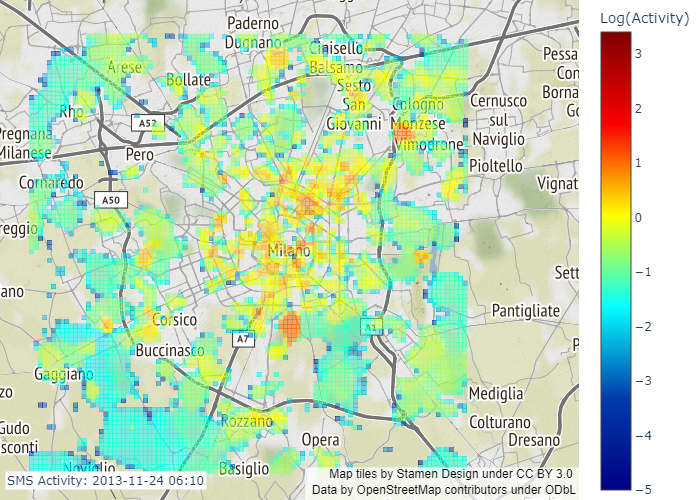 Log(Activity)
Paderno
Dugnano
Cinisello
Balsamo
Arese
Bollate
Sesto
San
Giovanni
Cologno
Monzese
Vimodrone
Cernusco
sul
Naviglio
Pessa
Con
Borna
Go
Rho
A52
Pregnana
Milanese
Pero
Pioltello
Cornaredo
A50
Vignat
reggio
Milano
Sett
ano
Corsico
A7
A1
Pantigliate
P
Buccinasco
Gaggiano
zo
Mediglia
Rozzano
Colturano
Dresano
Gudo
sconti
Opera
Noviglio
Basiglio
SMS Activity: 2013-11-24 06:10
Map tiles by Stamen Design under CC BY 3.0
Data by OpenStreetMap contributors under ODbL
3
2
1
0
−1
−2
−3
−4
−5